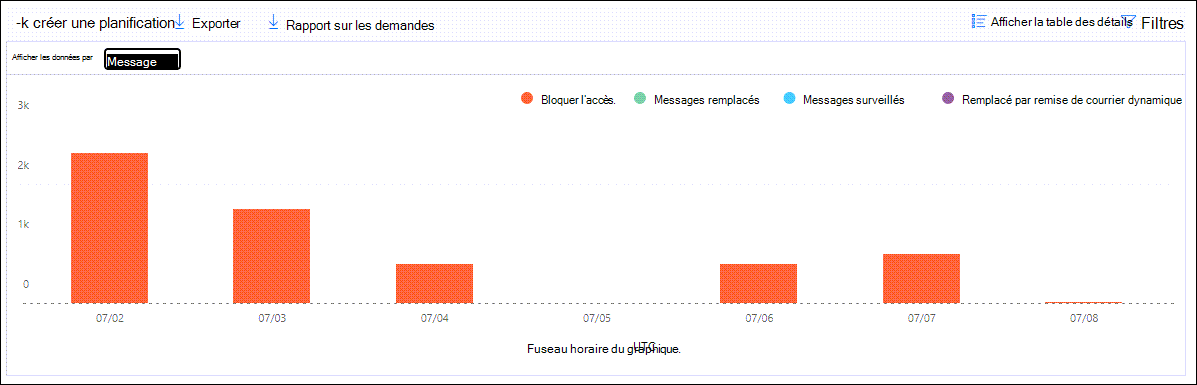 -k créer une planification Exporter Rapport sur les demandes Afficher la table des détails Filtres
Afficher les données par Message
Bloquer l'accès. Messages remplacés Messages surveillés Remplacé par remise de courrier dynamique
3k
2k
1k
0
07/02 07/03 07/04 07/05 07/06 07/07 07/08
Fuseau horaire du graphique. UTC